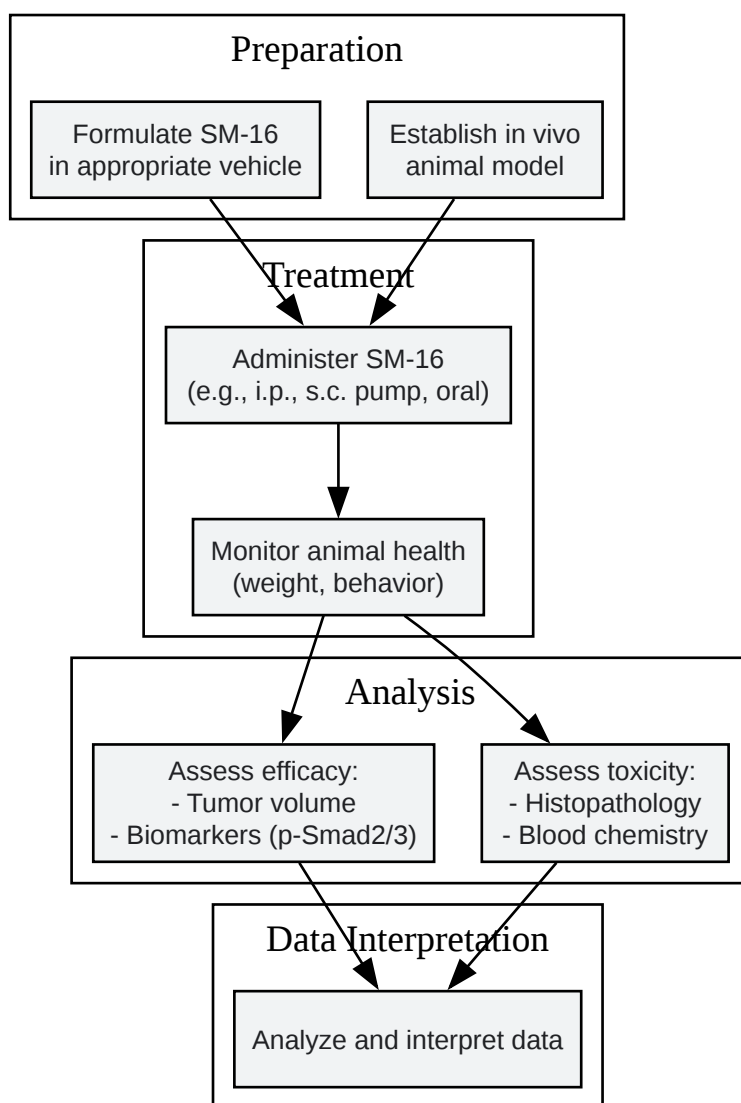 Preparation
Formulate SM-16
in appropriate vehicle
Establish in vivo
animal model
Treatment
Administer SM-16
(e.g., i.p., s.c. pump, oral)
Monitor animal health
(weight, behavior)
Analysis
Assess efficacy:
- Tumor volume
- Biomarkers (p-Smad2/3)
Assess toxicity:
- Histopathology
- Blood chemistry
Data Interpretation
Analyze and interpret data